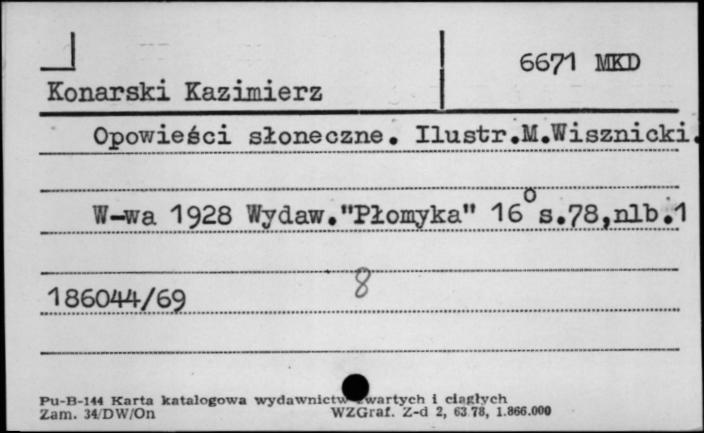 6671 MKD
Konarski Kazimierz
Opowieści słoneczne. Ilustr.M.Wisznicki.
W-wa 1928 Wydaw."Płomyka" 16° s.78,nlb.1
186044/69 8
Pu-B-144 Karta katalogowa wydawnictw zwartych i ciągłych
Zam. 34/DW/On WZGraf. Z-d 2, 63.78, 1.866.000